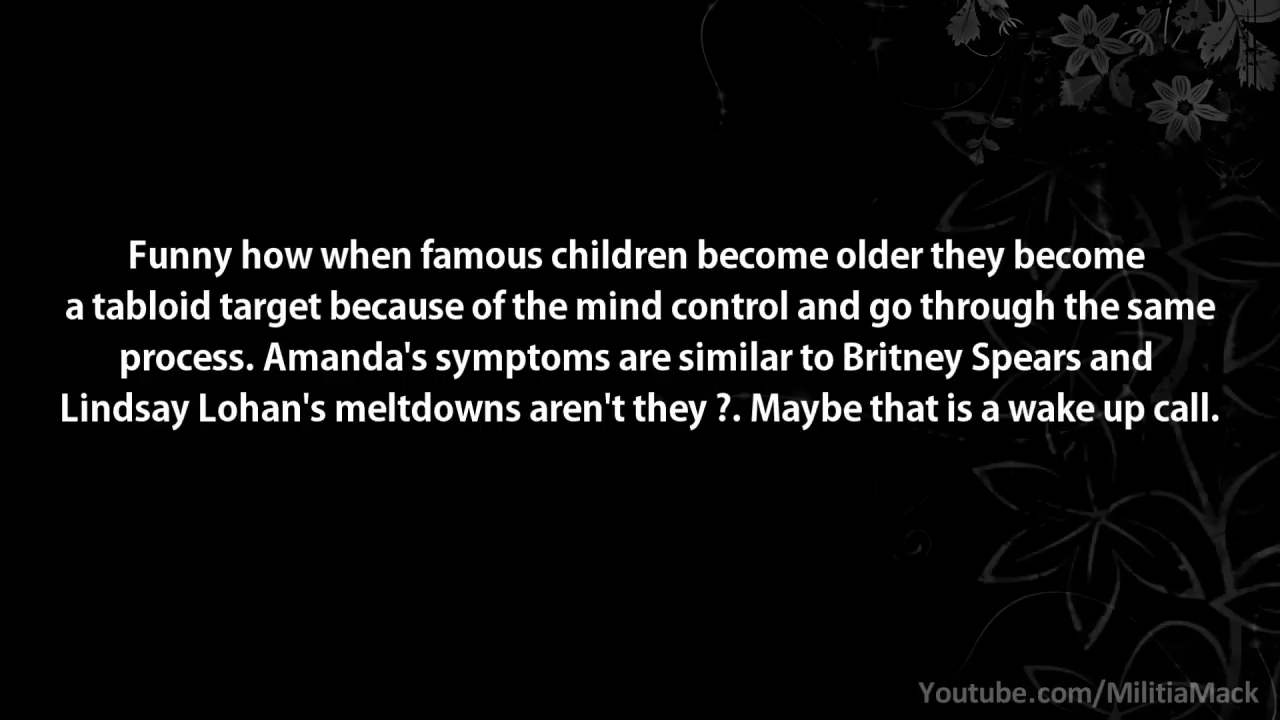 Funny how when famous children become older they become
a tabloid target because of the mind control and go through the same
process. Amanda's symptoms are similar to Britney Spears and
Lindsay Lohan's meltdowns aren't they ?. Maybe that is a wake up call.
Youtube.com/MilitiaMack